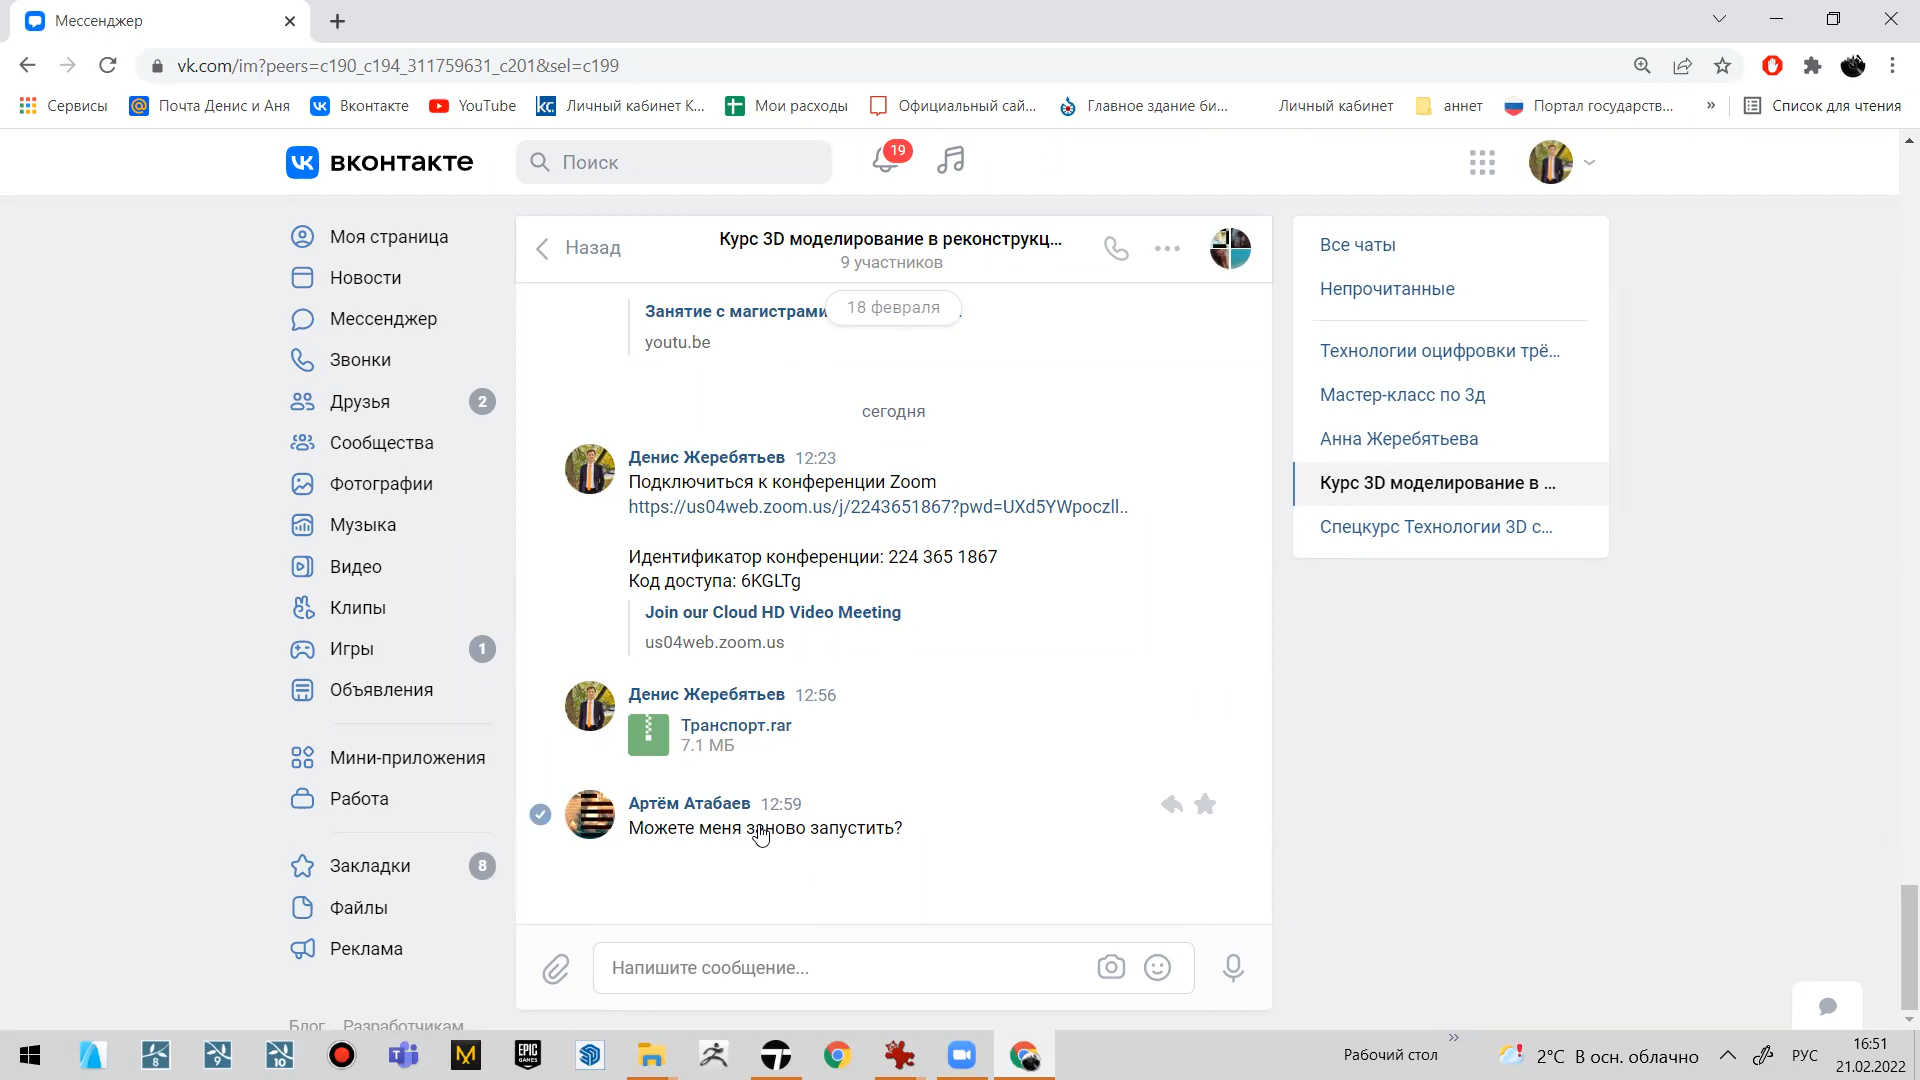 Мессенджер
vk.com/im?peers=c190_c194_311759631_c201&sel=c199
Сервисы
Почта Денис и Аня
Вконтакте
YouTube
Личный кабинет К...
Мои расходы
Официальный сай...
Главное здание би...
Личный кабинет
аннет
Портал государств...
»
Список для чтения
ВКОНТАКТЕ
Поиск
19
Моя страница
Новости
Мессенджер
Звонки
Друзья
2
Сообщества
Фотографии
Музыка
Видео
Клипы
Игры
1
Объявления
Мини-приложения
Работа
Закладки
8
Файлы
Реклама
Блог Разработчикам
Назад
Курс 3D моделирование в реконструкц...
9 участников
Занятие с магистрами
18 февраля
youtu.be
сегодня
Денис Жеребятьев 12:23
Подключиться к конференции Zoom
https://us04web.zoom.us/j/2243651867?pwd=UXd5YWpoczll..
Идентификатор конференции: 224 365 1867
Код доступа: 6KGLTg
Join our Cloud HD Video Meeting
us04web.zoom.us
Денис Жеребятьев 12:56
Транспорт.rar
7.1 МБ
Артём Атабаев 12:59
Можете меня заново запустить?
Напишите сообщение...
Все чаты
Непрочитанные
Технологии оцифровки трё...
Мастер-класс по 3д
Анна Жеребятьева
Курс 3D моделирование в ...
Спецкурс Технологии 3D с...
8
9
10
EPIC
GAMES
Рабочий стол
»
2°C В осн. облачно
РУС
16:51
21.02.2022